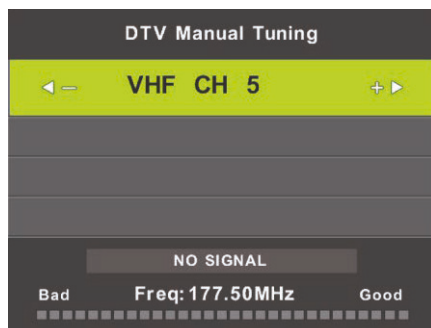 DTV Manual Tuning
VHF CH 5
NO SIGNAL
Bad Freq: 177.50MHz Good